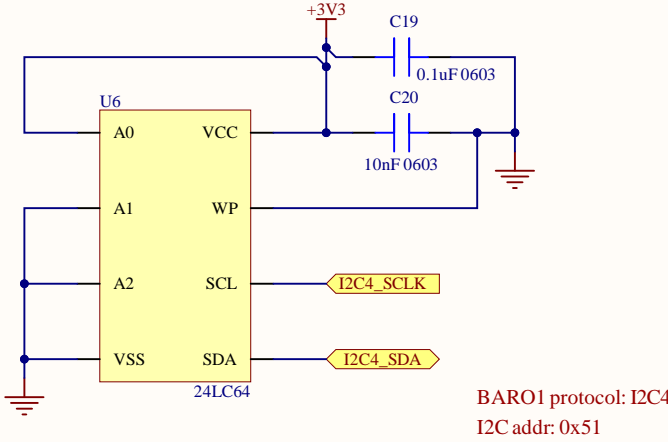 +3V3
C19
0.1uF 0603
U6
C20
A0
VCC
10nF 0603
A1
WP
A2
SCL
I2C4_SCLK
VSS
SDA
I2C4_SDA
24LC64
BARO1 protocol: I2C4
I2C addr: 0x51